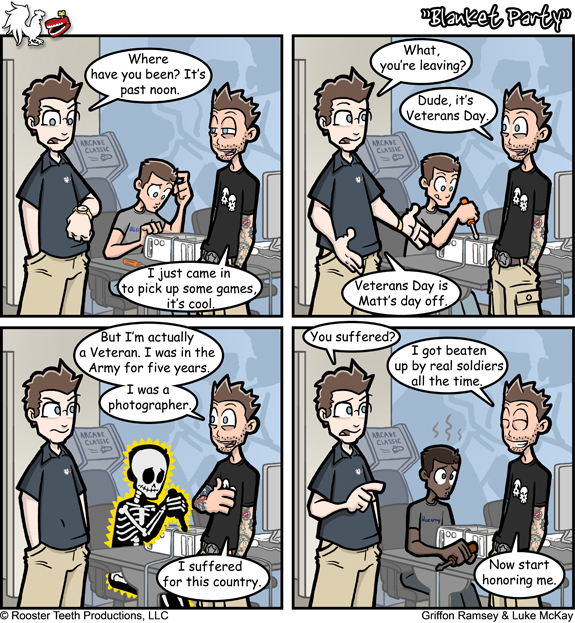 "Blanket Party"
Where
have you been? It's
past noon.
ARCADE
CLASSIC
I just came in
to pick up some games,
it's cool.
What,
you're leaving?
Dude, it's
Veterans Day.
ARCADE
CLASSIC
Veterans Day is
Matt's day off.
But I'm actually
a Veteran. I was in the
Army for five years.
I was a
photographer.
ARCADE
CLASSIC
I suffered
for this country.
You suffered?
I got beaten
up by real soldiers
all the time.
ARCADE
CLASSIC
Now start
honoring me.
© Rooster Teeth Productions, LLC
Griffon Ramsey & Luke McKay